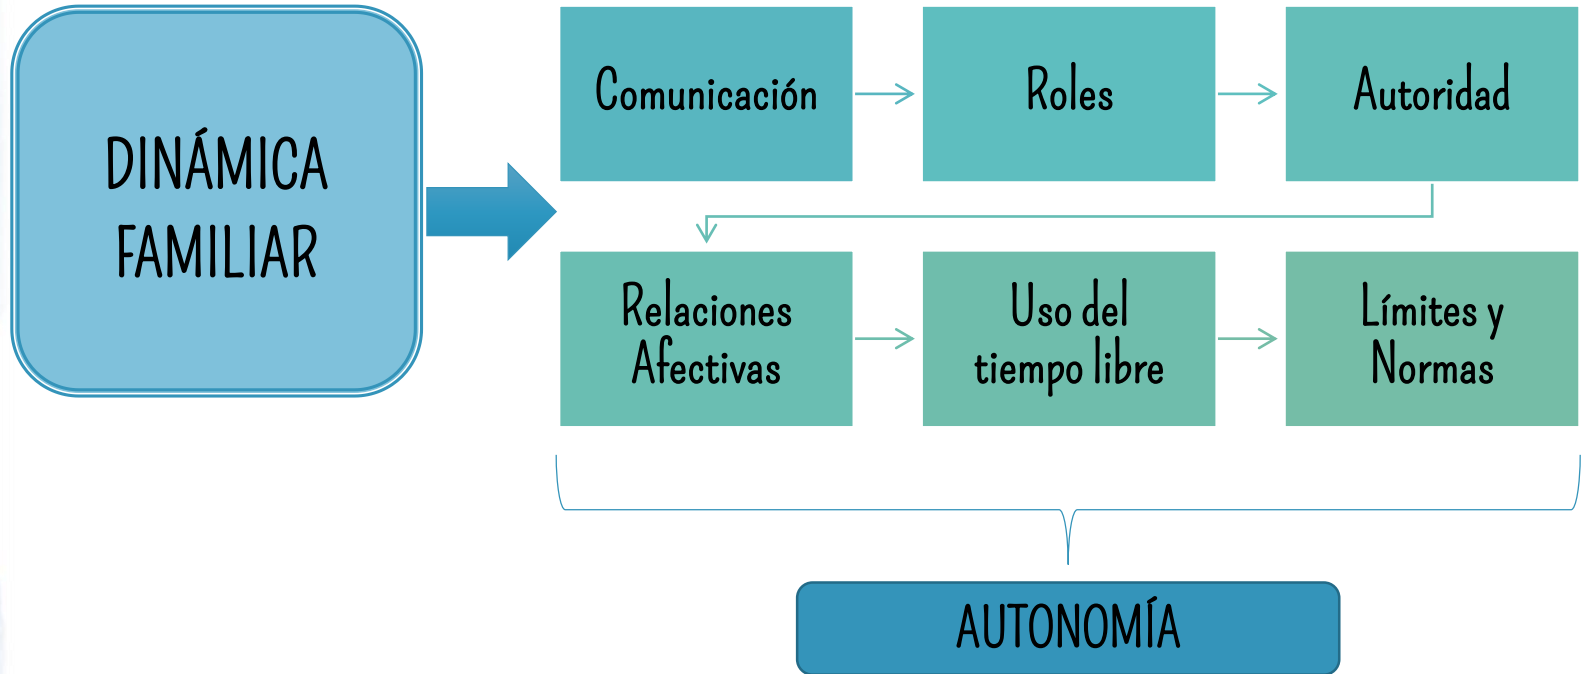 DINÁMICA
FAMILIAR
Comunicación
Roles
Autoridad
Relaciones
Afectivas
Uso del
tiempo libre
Límites y
Normas
AUTONOMÍA